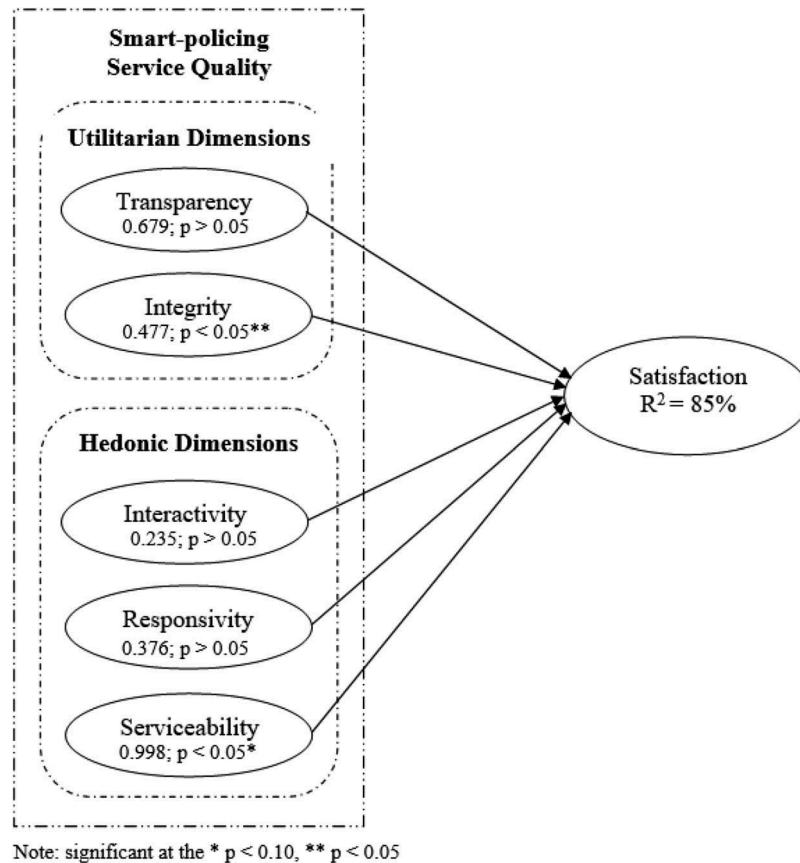 Smart-policing
Service Quality
Utilitarian Dimensions
Transparency
0.679; p > 0.05
Integrity
0.477; p < 0.05**
Hedonic Dimensions
Interactivity
0.235; p > 0.05
Responsivity
0.376; p > 0.05
Serviceability
0.998; p < 0.05*
Satisfaction
R² = 85%
Note: significant at the * p < 0.10, ** p < 0.05